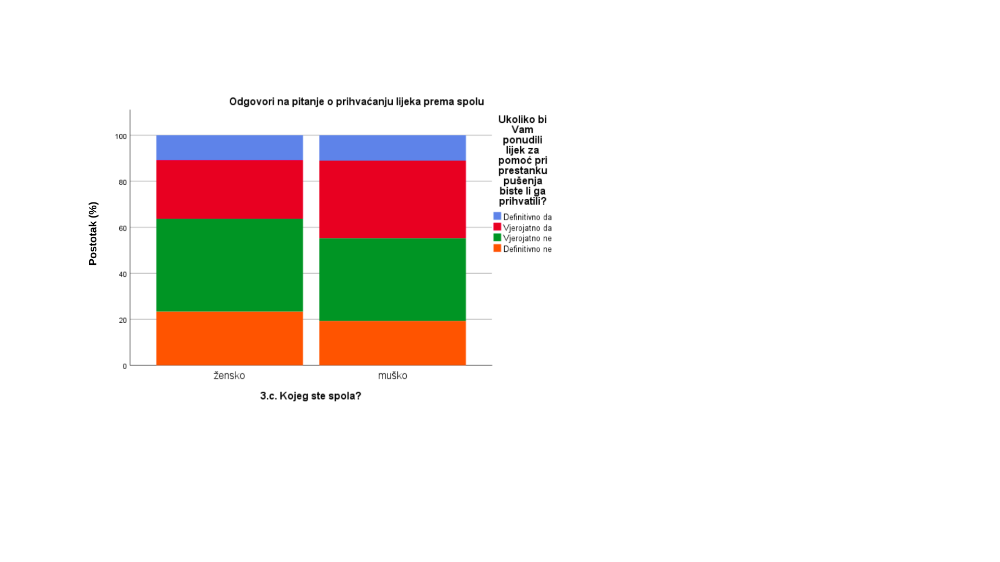 Odgovori na pitanje o prihvaćanju lijeka prema spolu
Postotak (%)
100
80
60
40
20
0
žensko
muško
3.c. Kojeg ste spola?
Ukoliko bi
Vam
ponudili
lijek za
pomoć pri
prestanku
pušenja
biste li ga
prihvatili?
Definitivno da
Vjerojatno da
Vjerojatno ne
Definitivno ne